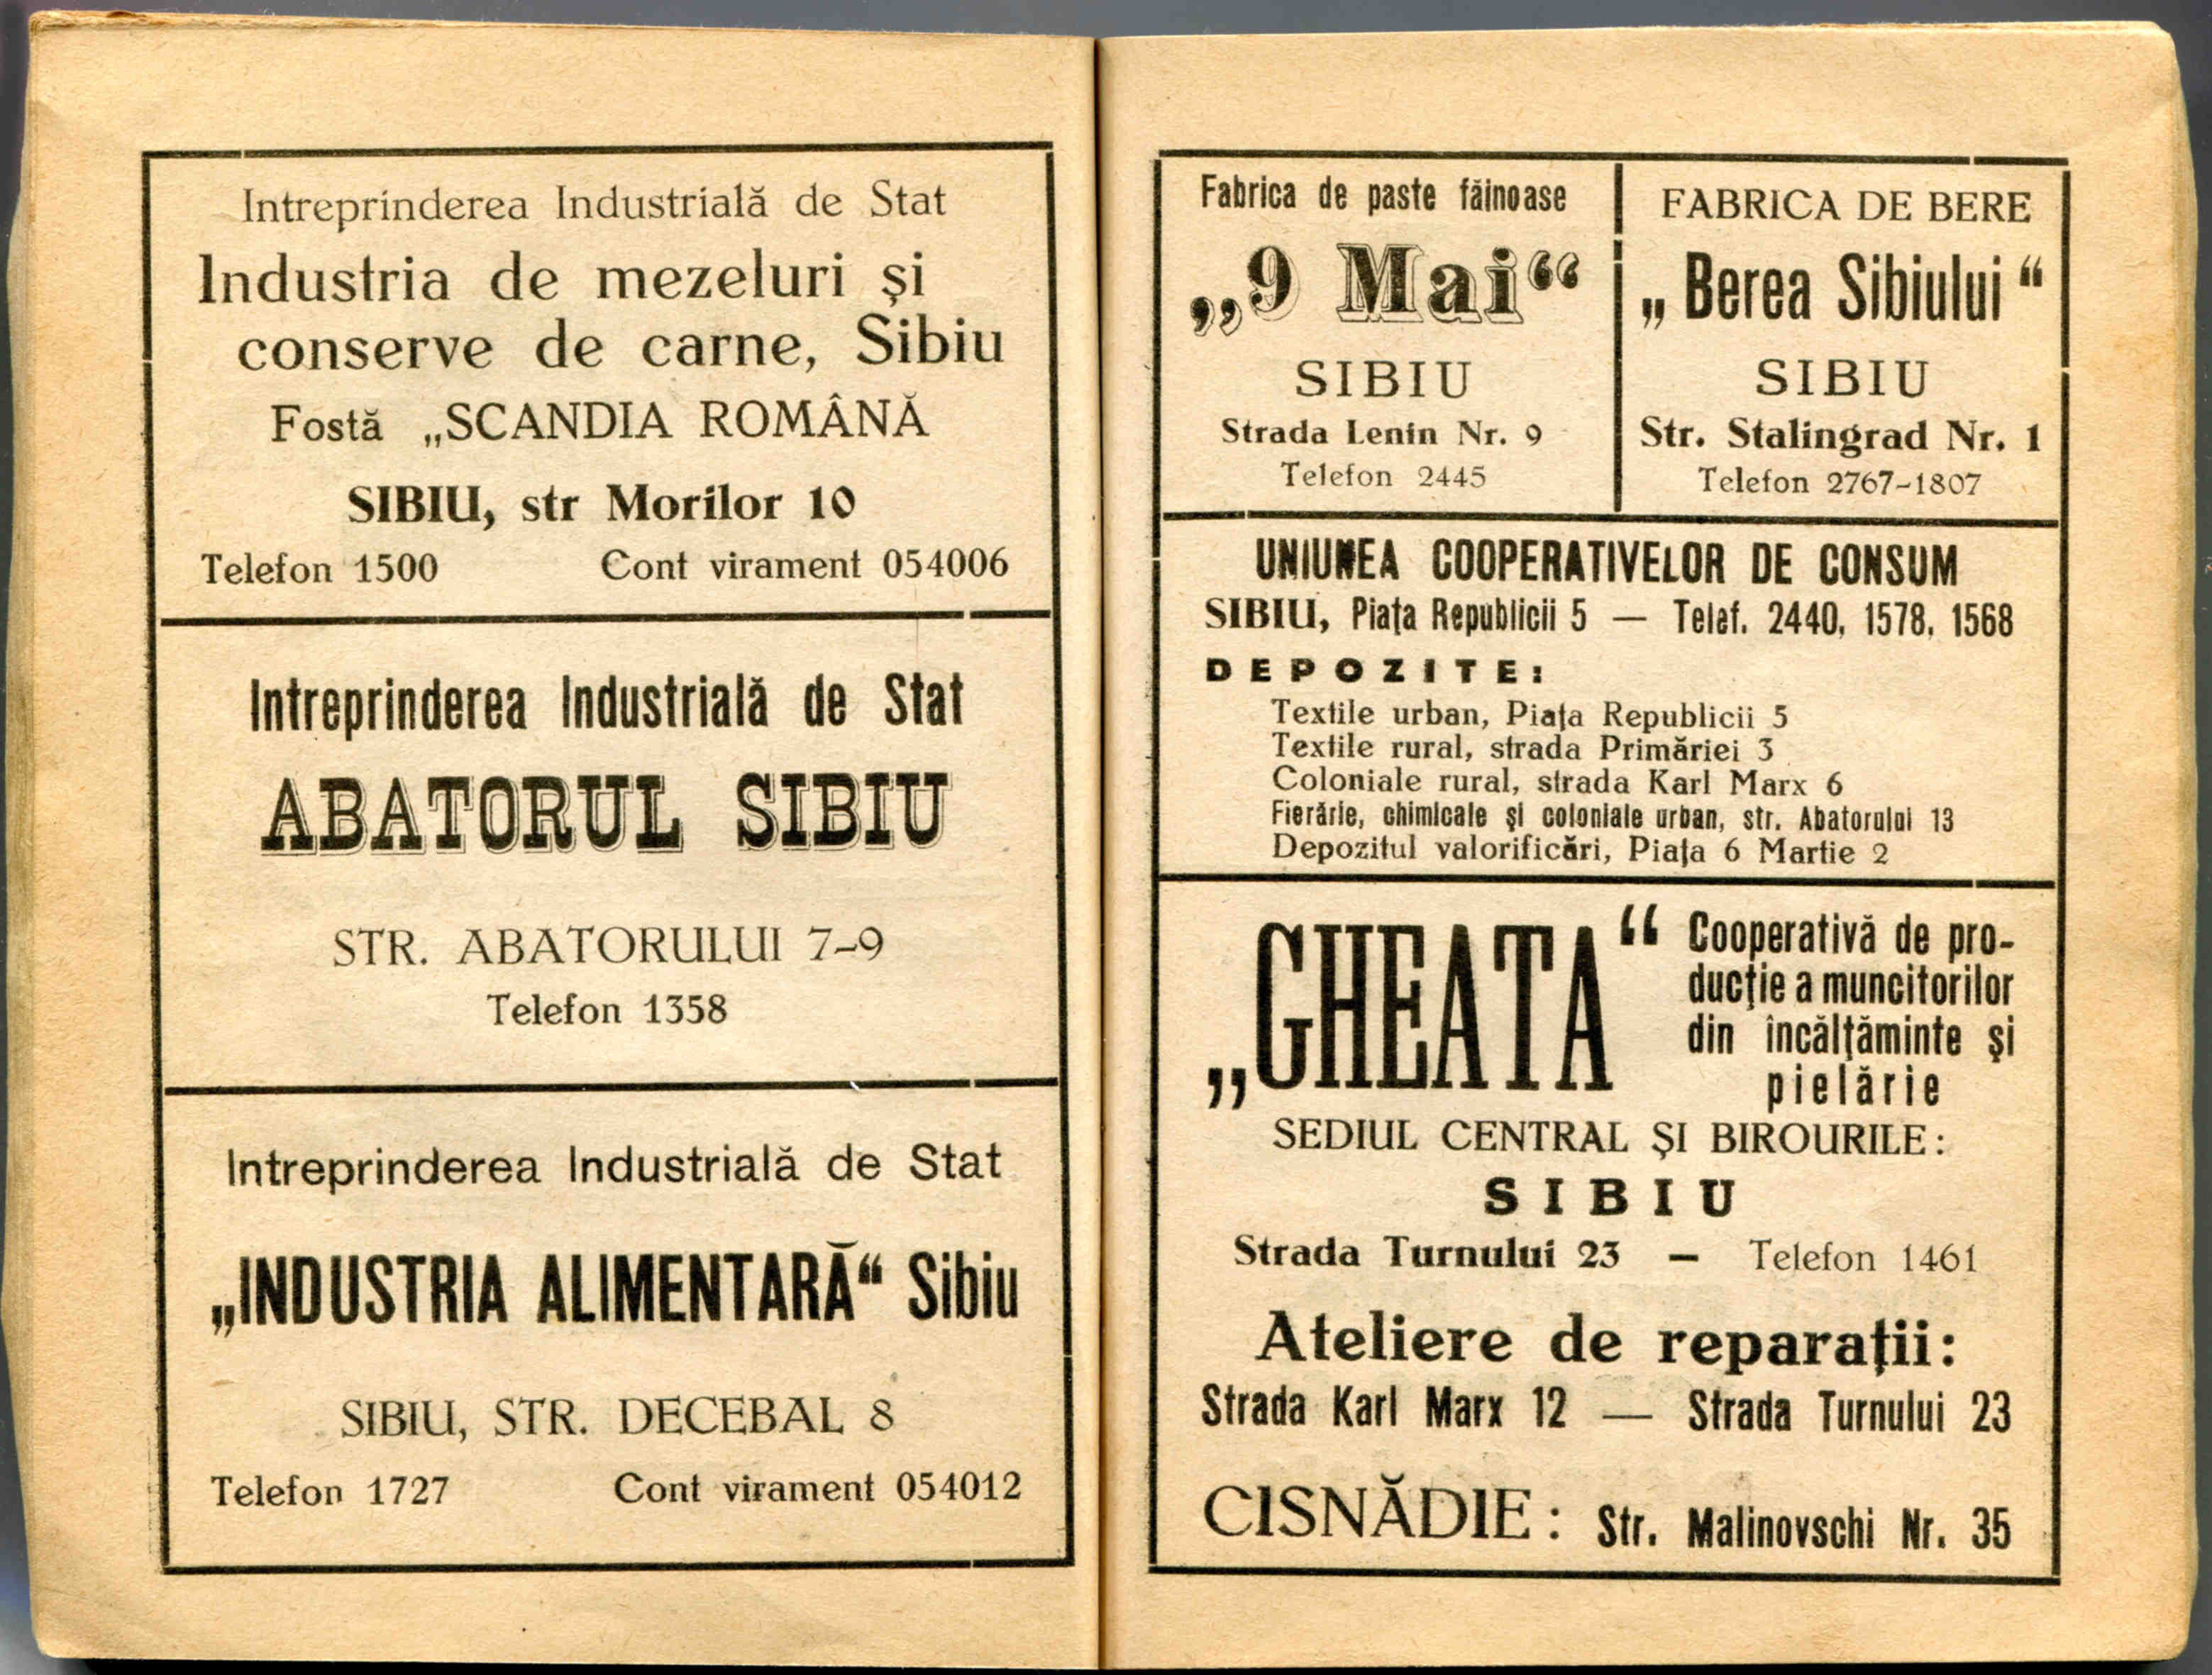 Intreprinderea Industrială de Stat
Industria de mezeluri şi
conserve de carne, Sibiu
Fostă „SCANDIA ROMÂNĂ
SIBIU, str Morilor 10
Telefon 1500 Cont virament 054006
Intreprinderea Industrială de Stat
ABATORUL SIBIU
STR. ABATORULUI 7-9
Telefon 1358
Intreprinderea Industrială de Stat
„INDUSTRIA ALIMENTARĂ“ Sibiu
SIBIU, STR. DECEBAL 8
Telefon 1727 Cont virament 054012
Fabrica de paste făinoase
„9 Mai“
SIBIU
Strada Lenin Nr. 9
Telefon 2445
FABRICA DE BERE
„Berea Sibiului“
SIBIU
Str. Stalingrad Nr. 1
Telefon 2767-1807
UNIUNEA COOPERATIVELOR DE CONSUM
SIBIU, Piaţa Republicii 5 — Telef. 2440, 1578, 1568
DEPOZITE:
Textile urban, Piaţa Republicii 5
Textile rural, strada Primăriei 3
Coloniale rural, strada Karl Marx 6
Fierărie, chimicale şi coloniale urban, str. Abatorului 13
Depozitul valorificări, Piaţa 6 Martie 2
„GHEATA“
Cooperativă de pro-
ducţie a muncitorilor
din încălţăminte şi
pielărie
SEDIUL CENTRAL ŞI BIROURILE:
SIBIU
Strada Turnului 23 — Telefon 1461
Ateliere de reparaţii:
Strada Karl Marx 12 — Strada Turnului 23
CISNĂDIE: Str. Malinovschi Nr. 35